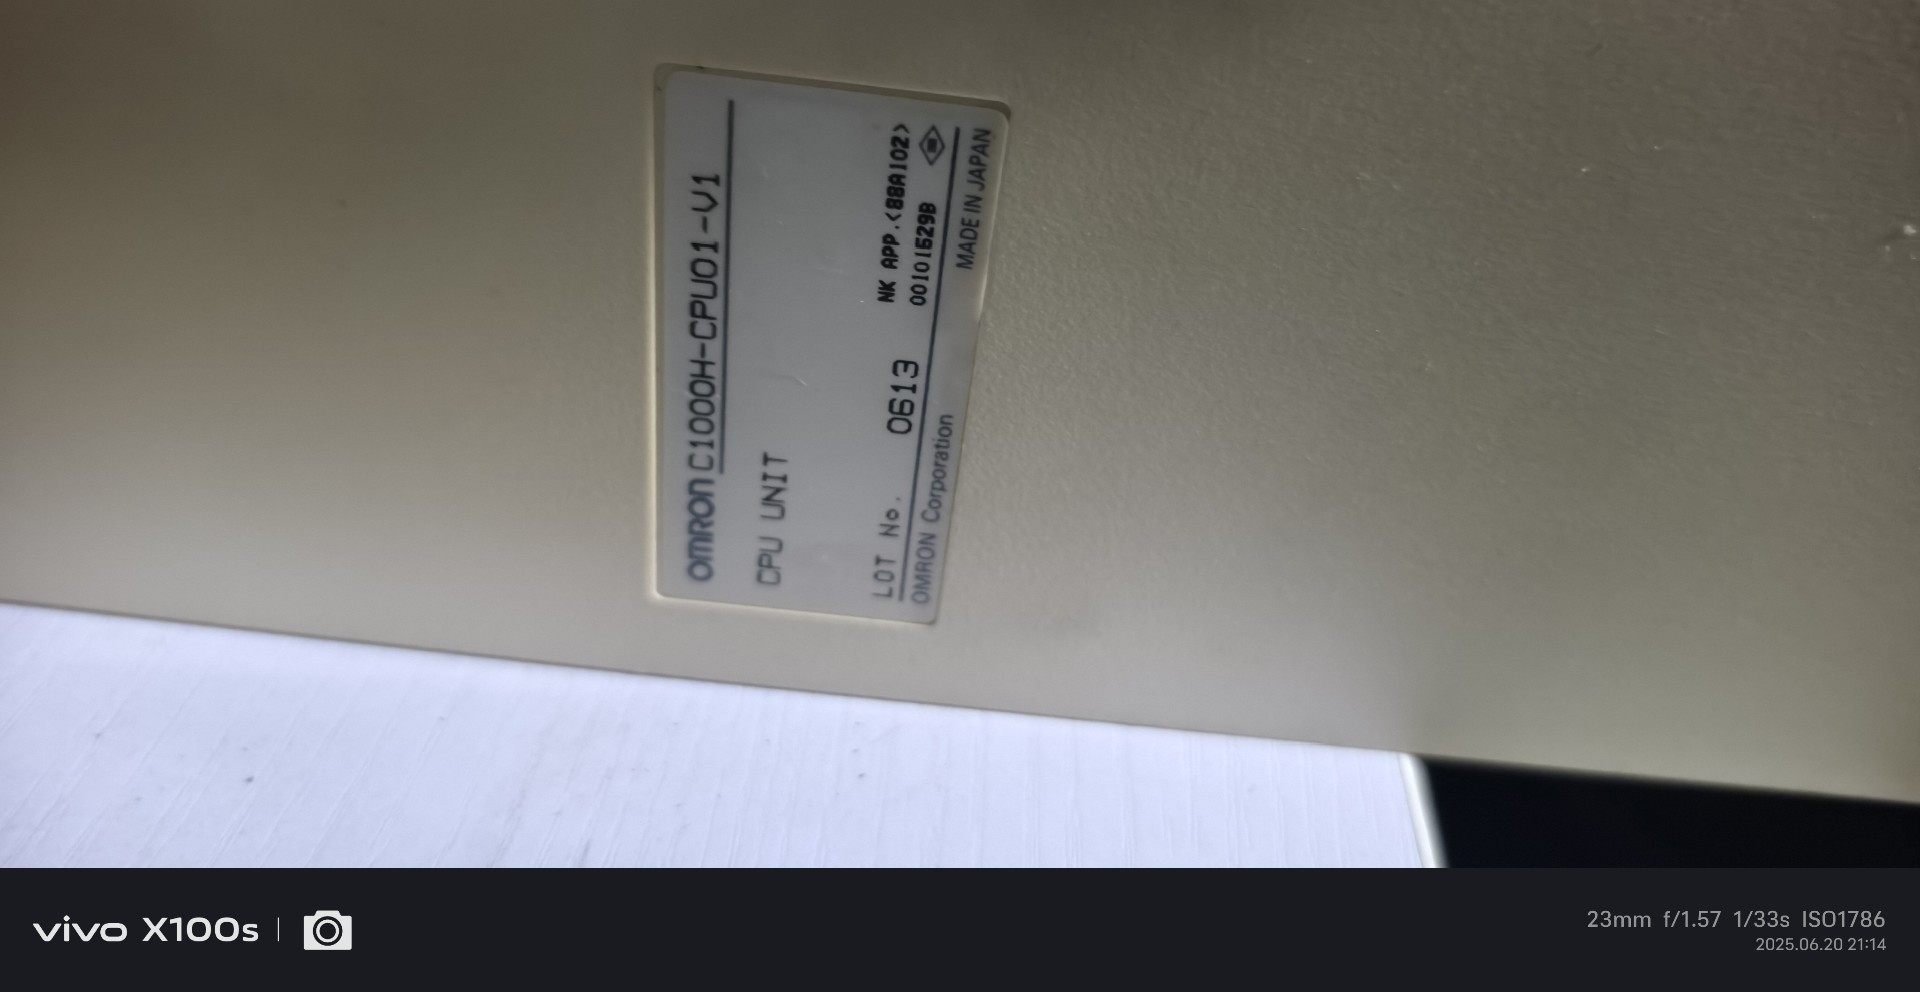 OMRON C1000H-CPU01-V1
CPU UNIT
NK APP.<88A102>
LOT No. 0613 00101629B
OMRON Corporation MADE IN JAPAN
vivo X100s
23mm f/1.57 1/33s ISO1786
2025.06.20 21:14